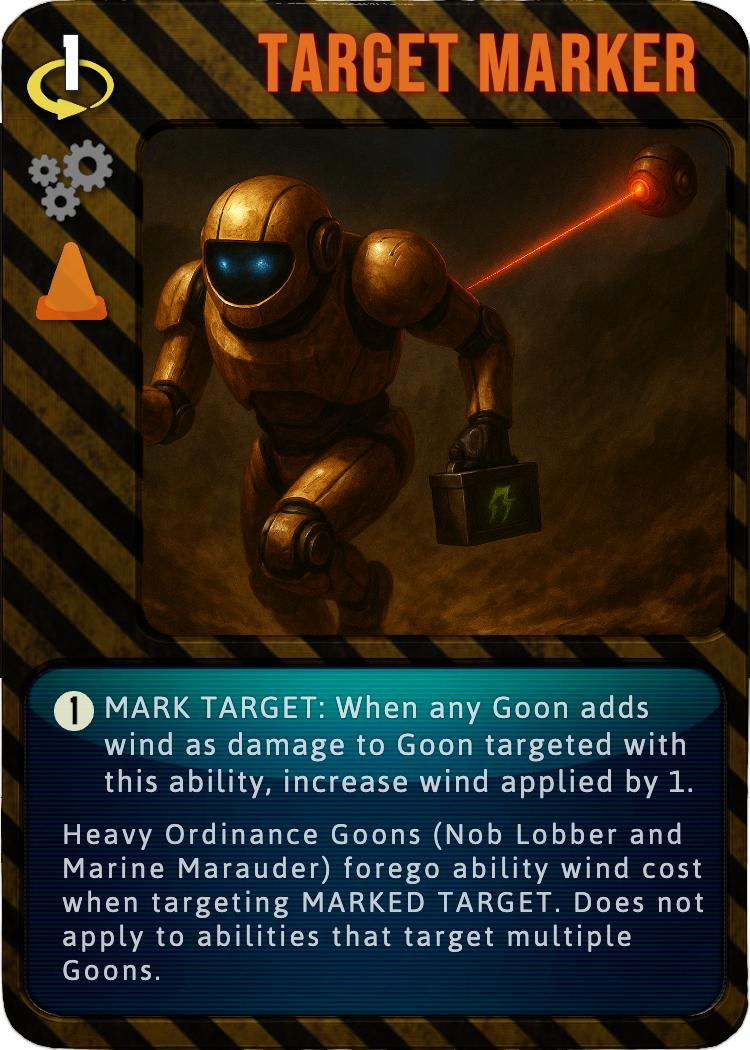 1
TARGET MARKER
1 MARK TARGET: When any Goon adds
wind as damage to Goon targeted with
this ability, increase wind applied by 1.
Heavy Ordinance Goons (Nob Lobber and
Marine Marauder) forego ability wind cost
when targeting MARKED TARGET. Does not
apply to abilities that target multiple
Goons.